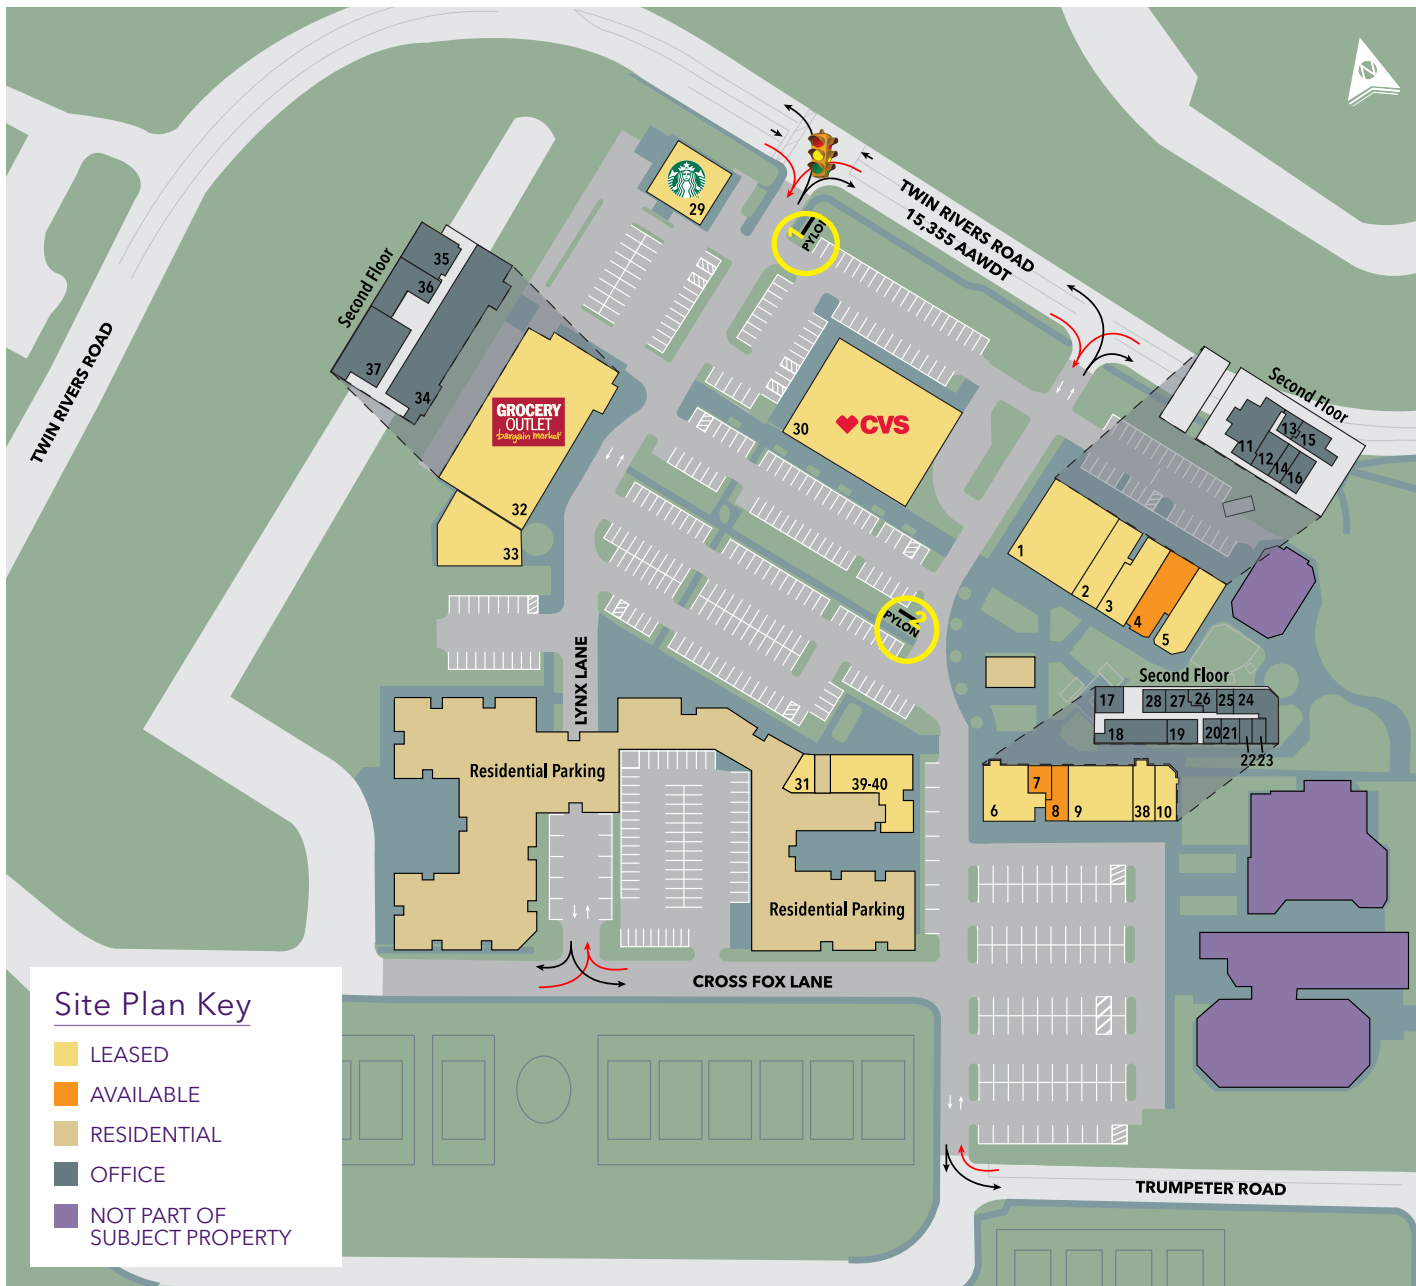 N
TWIN RIVERS ROAD
15,355 AAWDT
29
1
PYLON
Second Floor
35
36
37
34
TWIN RIVERS ROAD
GROCERY
OUTLET
bargain market
32
33
30
CVS
Second Floor
13
15
11
12
14
16
1
2
3
4
5
2
PYLON
LYNX LANE
Second Floor
17
28
27
26
25
24
18
19
20
21
22
23
Residential Parking
31
39-40
6
7
8
9
38
10
Residential Parking
CROSS FOX LANE
TRUMPETER ROAD
Site Plan Key
LEASED
AVAILABLE
RESIDENTIAL
OFFICE
NOT PART OF
SUBJECT PROPERTY